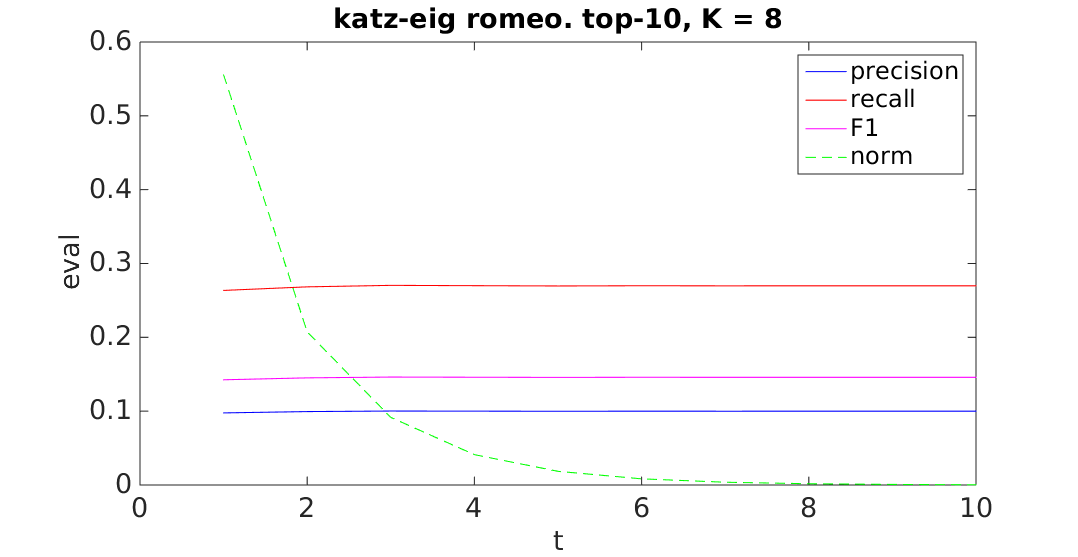 katz-eig romeo. top-10, K = 8
0.6
0.5
0.4
0.3
0.2
0.1
0
eval
precision
recall
F1
norm
0 2 4 6 8 10
t